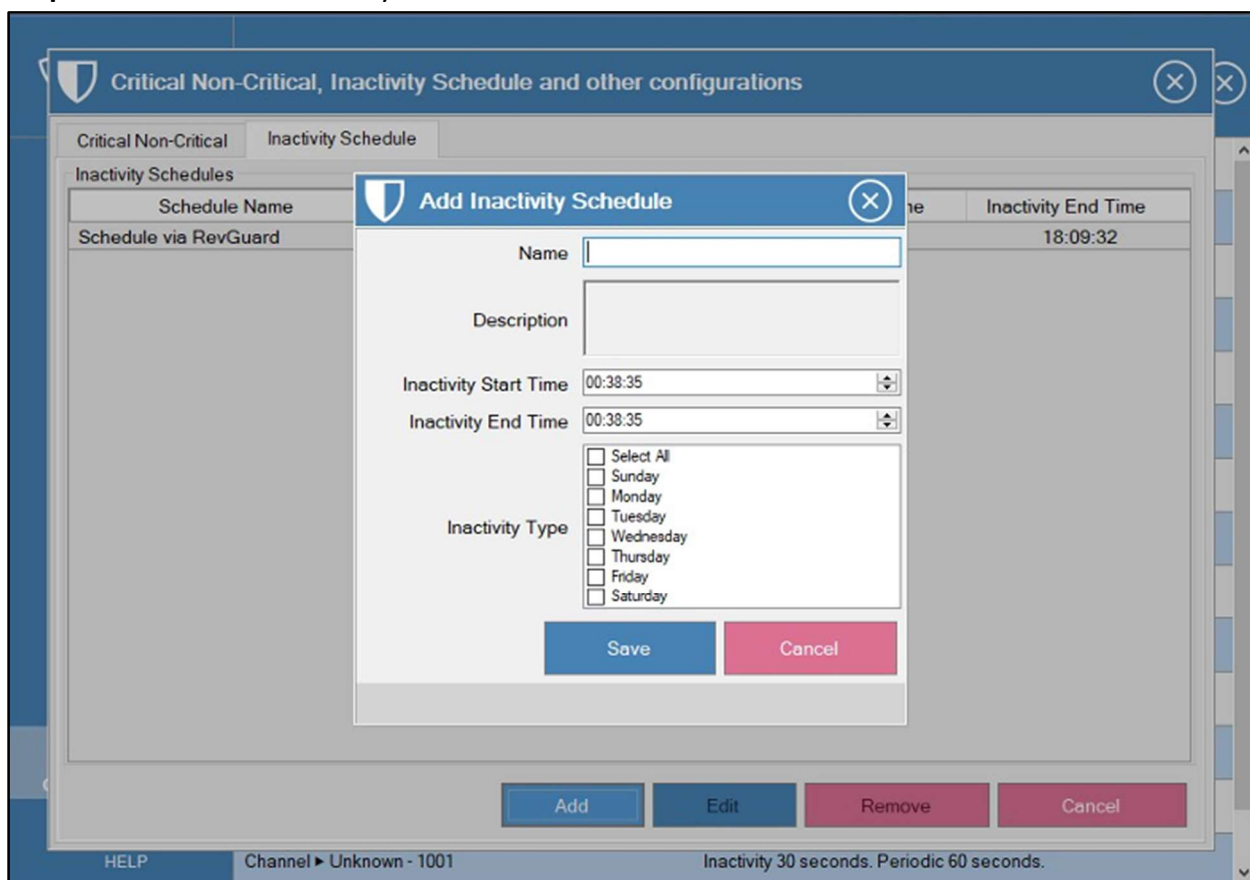 Critical Non-Critical, Inactivity Schedule and other configurations
Critical Non-Critical Inactivity Schedule
Inactivity Schedules
Schedule Name Inactivity End Time
Schedule via RevGuard 18:09:32
Add Inactivity Schedule
Name
Description
Inactivity Start Time 00:38:35
Inactivity End Time 00:38:35
Inactivity Type
Select All
Sunday
Monday
Tuesday
Wednesday
Thursday
Friday
Saturday
Save Cancel
Add Edit Remove Cancel
HELP Channel ▸ Unknown - 1001 Inactivity 30 seconds. Periodic 60 seconds.